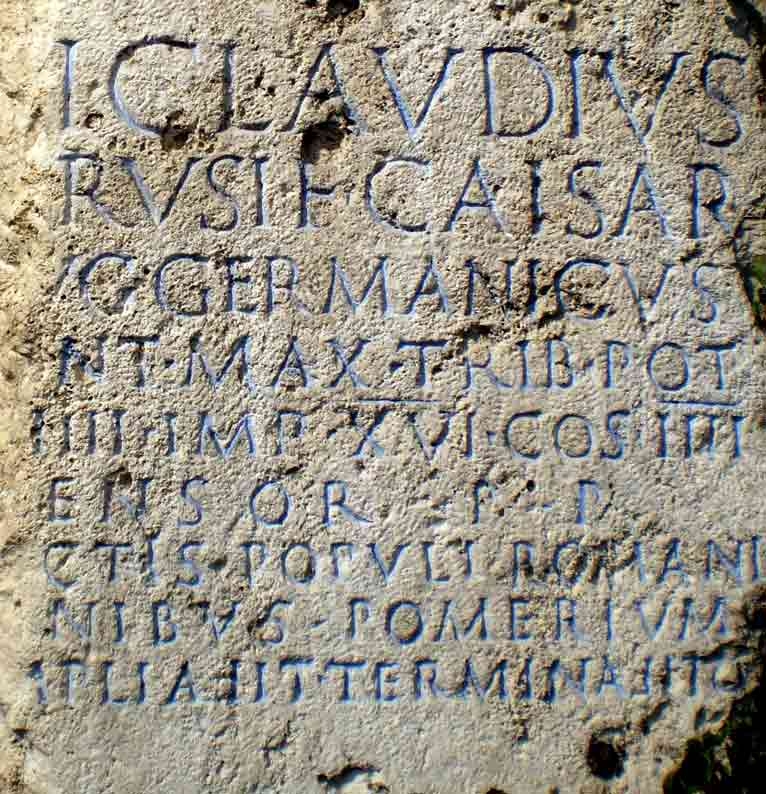 I·CLAVDIVS
RVSI·F·CAISAR
VG·GERMANICVS
NT·MAX·TRIB·POT
IIII·IMP·XVI·COS·IIII
ENSOR·P·P
CTIS·POPVLI·ROMANI
NIBVS·POMERIVM
MPLIAℲIT·TERMINAℲITQ